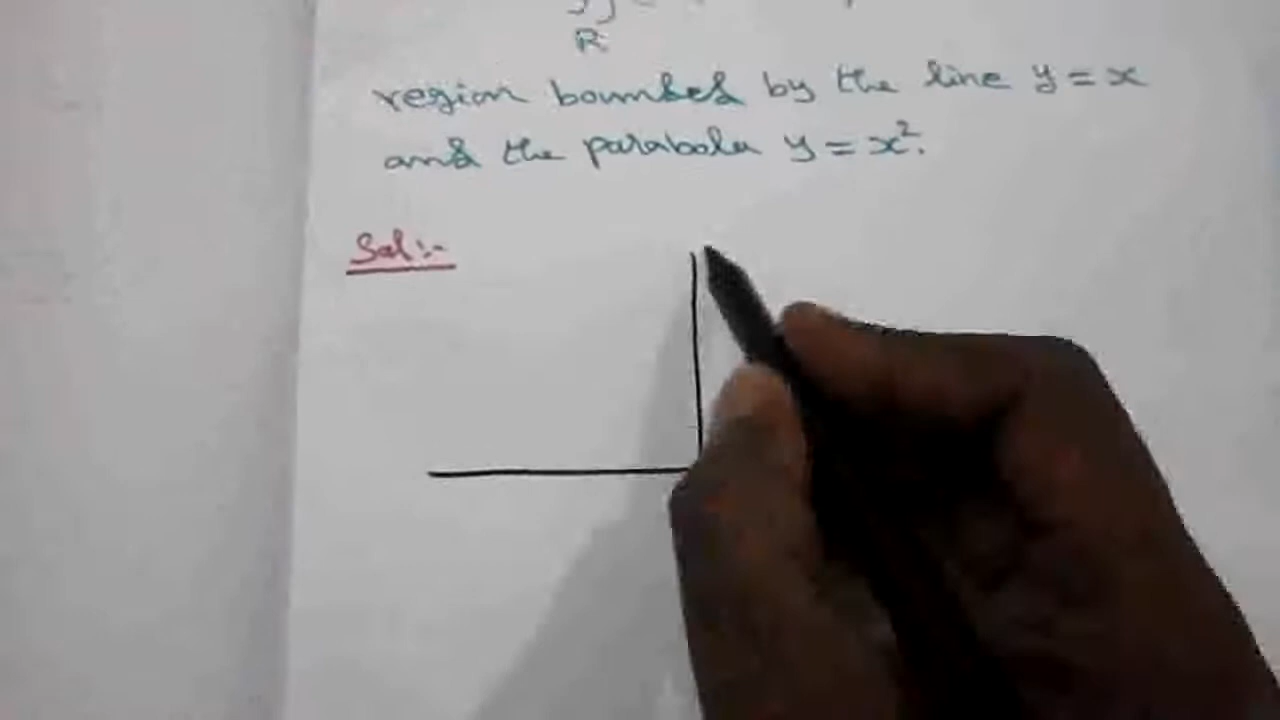 R
region bounded by the line y = x
and the parabola y = x².
Sol:-